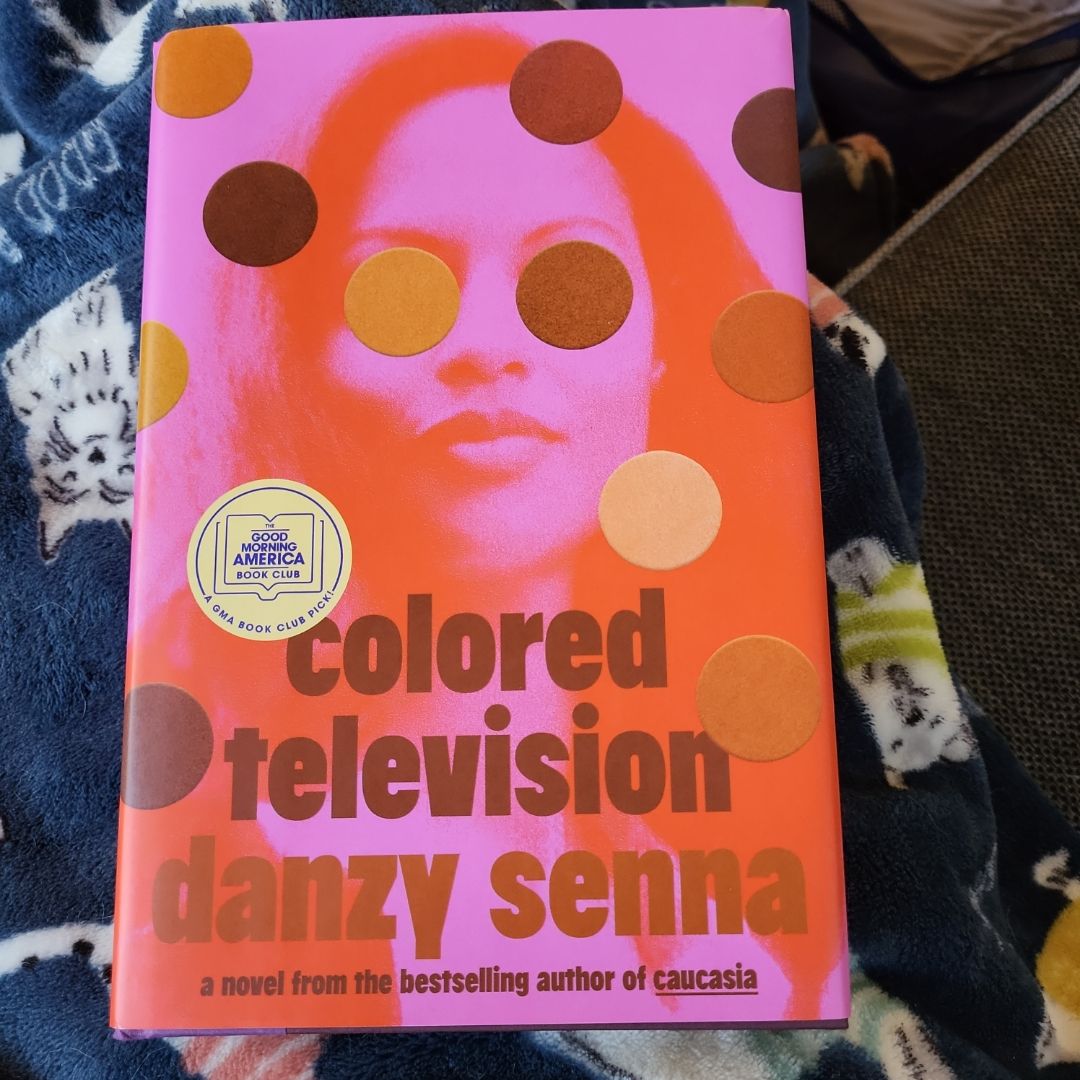 THE
GOOD
MORNING
AMERICA
BOOK CLUB
A GMA BOOK CLUB PICK!
colored
television
danzy senna
a novel from the bestselling author of caucasia